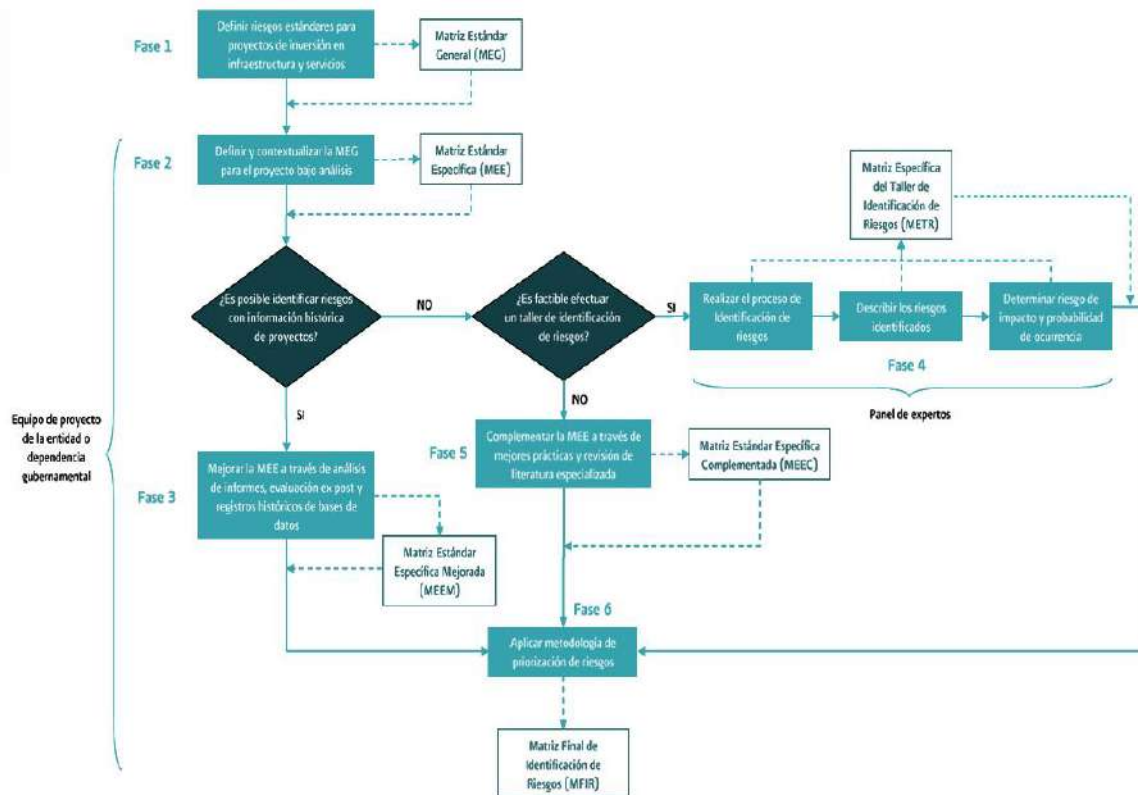 Fase 1
Definir riesgos estándares para
proyectos de inversión en
infraestructura y servicios
Matriz Estándar
General (MEG)
Fase 2
Definir y contextualizar la MEG
para el proyecto bajo análisis
Matriz Estándar
Específica (MEE)
¿Es posible identificar riesgos
con información histórica
de proyectos?
NO
¿Es factible efectuar
un taller de identificación
de riesgos?
SI
Matriz Específica
del Taller de
Identificación de
Riesgos (METR)
Realizar el proceso de
Identificación de
riesgos
Describir los riesgos
identificados
Determinar riesgo de
impacto y probabilidad
de ocurrencia
Fase 4
Panel de expertos
SI
NO
Equipo de proyecto
de la entidad o
dependencia
gubernamental
Fase 3
Mejorar la MEE a través de análisis
de informes, evaluación ex post y
registros históricos de bases de
datos
Matriz Estándar
Específica Mejorada
(MEEM)
Fase 5
Complementar la MEE a través de
mejores prácticas y revisión de
literatura especializada
Matriz Estándar Específica
Complementada (MEEC)
Fase 6
Aplicar metodología de
priorización de riesgos
Matriz Final de
Identificación de
Riesgos (MFIR)